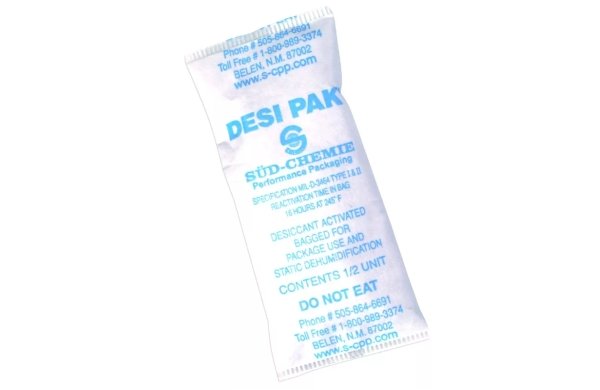 Phone # 505-864-6691
Toll Free # 1-800-989-3374
BELEN, N.M. 87002
www.s-cpp.com
DESI PAK
S
SÜD-CHEMIE
Performance Packaging
SPECIFICATION MIL-D-3464 TYPE I & II
REACTIVATION TIME IN BAG
16 HOURS AT 245° F
DESICCANT ACTIVATED
BAGGED FOR
PACKAGE USE AND
STATIC DEHUMIDIFICATION
CONTENTS 1/2 UNIT
DO NOT EAT
Phone # 505-864-6691
Toll Free # 1-800-989-3374
BELEN, N.M. 87002
www.s-cpp.com